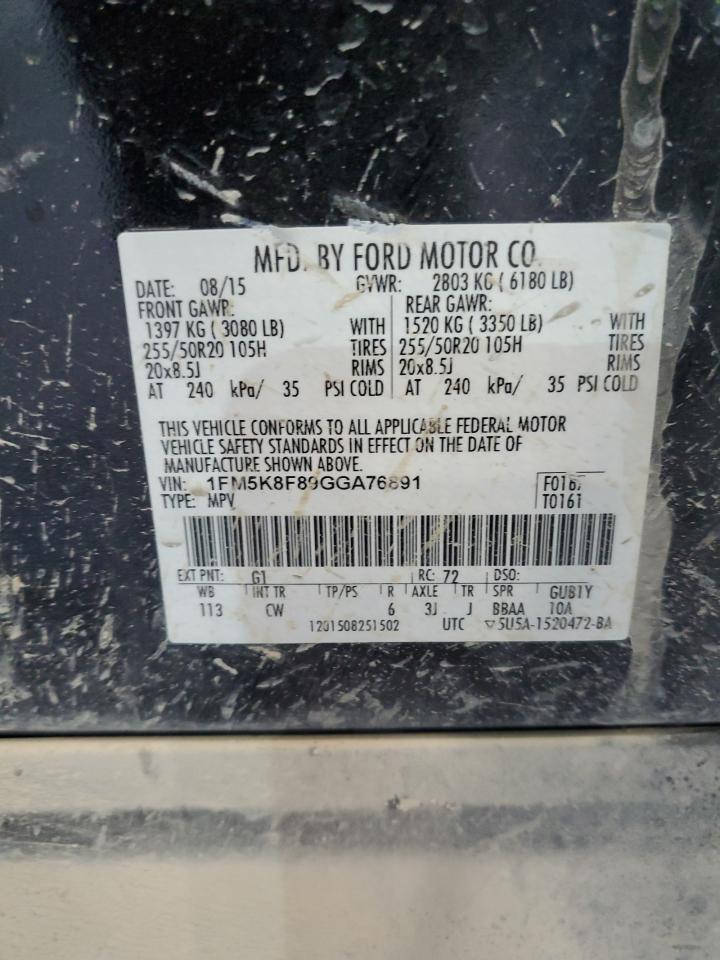 MFD. BY FORD MOTOR CO.
DATE: 08/15 GVWR: 2803 KG ( 6180 LB)
FRONT GAWR: REAR GAWR:
1397 KG ( 3080 LB) WITH 1520 KG ( 3350 LB) WITH
255/50R20 105H TIRES 255/50R20 105H TIRES
20x8.5J RIMS 20x8.5J RIMS
AT 240 kPa/ 35 PSI COLD AT 240 kPa/ 35 PSI COLD
THIS VEHICLE CONFORMS TO ALL APPLICABLE FEDERAL MOTOR
VEHICLE SAFETY STANDARDS IN EFFECT ON THE DATE OF
MANUFACTURE SHOWN ABOVE.
VIN: 1FM5K8F89GGA76891
TYPE: MPV T0161
EXT PNT: G1 RC: 72 DSO:
WB INT TR TP/PS R AXLE TR SPR GUB1Y
113 CW 6 3J J BBAA 10A
1201508251502 UTC ▽5U5A-1520472-BA